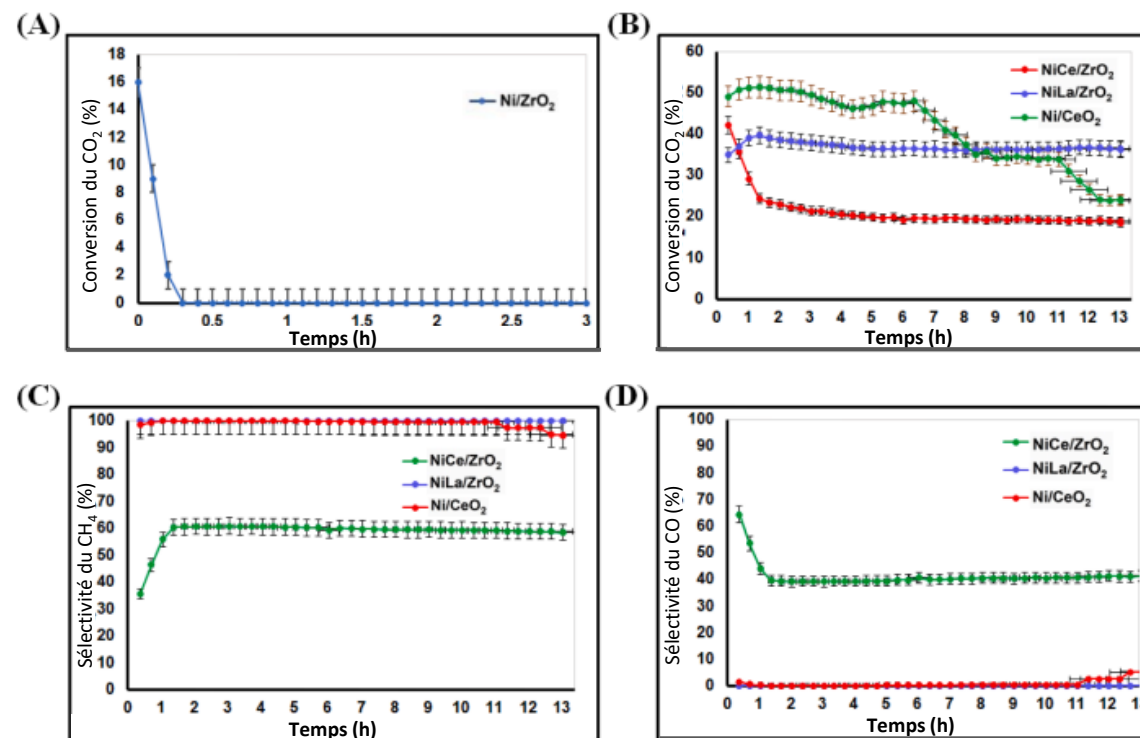 (A)
Conversion du CO₂ (%)
18
16
14
12
10
8
6
4
2
0
Ni/ZrO₂
0 0.5 1 1.5 2 2.5 3
Temps (h)
(B)
Conversion du CO₂ (%)
60
50
40
30
20
10
0
NiCe/ZrO₂
NiLa/ZrO₂
Ni/CeO₂
0 1 2 3 4 5 6 7 8 9 10 11 12 13
Temps (h)
(C)
Sélectivité du CH₄ (%)
100
90
80
70
60
50
40
30
20
10
0
NiCe/ZrO₂
NiLa/ZrO₂
Ni/CeO₂
0 1 2 3 4 5 6 7 8 9 10 11 12 13
Temps (h)
(D)
Sélectivité du CO (%)
100
90
80
70
60
50
40
30
20
10
0
NiCe/ZrO₂
NiLa/ZrO₂
Ni/CeO₂
0 1 2 3 4 5 6 7 8 9 10 11 12
Temps (h)